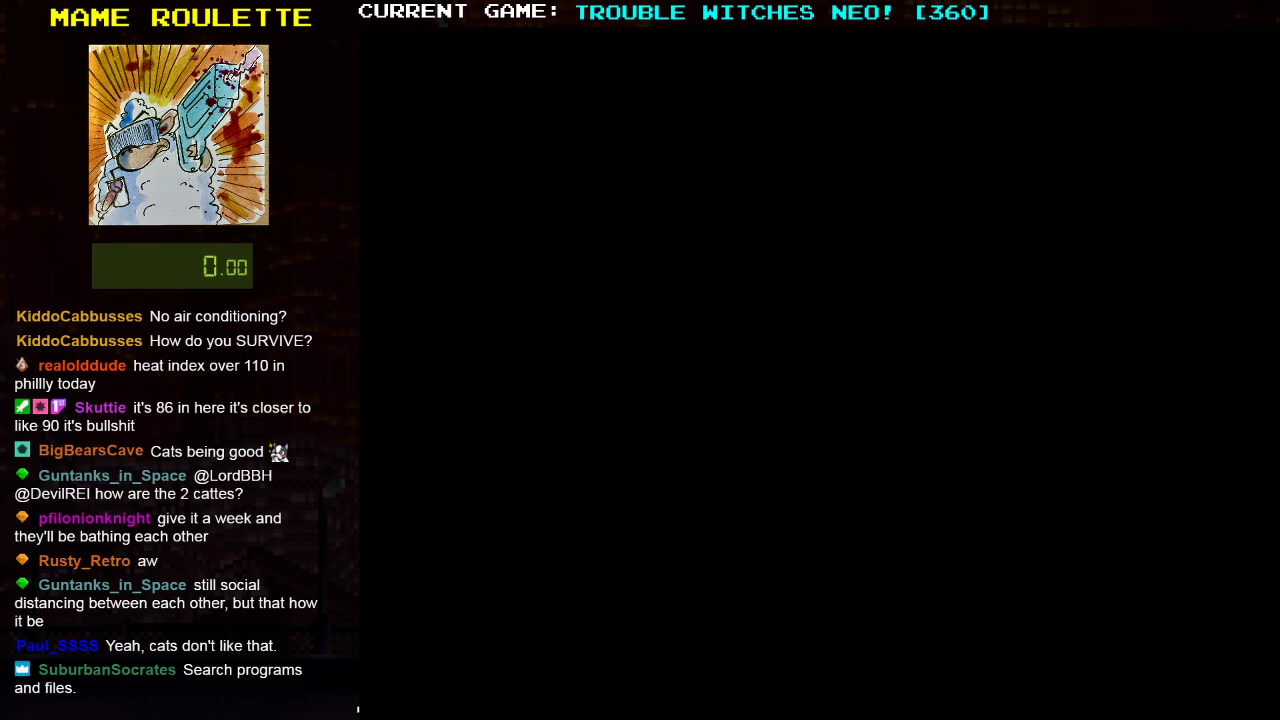 MAME ROULETTE
CURRENT GAME: TROUBLE WITCHES NEO! [360]
0.00
KiddoCabbusses No air conditioning?
KiddoCabbusses How do you SURVIVE?
realolddude heat index over 110 in
phillly today
Skuttie it's 86 in here it's closer to
like 90 it's bullshit
BigBearsCave Cats being good
Guntanks_in_Space @LordBBH
@DevilREI how are the 2 cattes?
pfilonionknight give it a week and
they'll be bathing each other
Rusty_Retro aw
Guntanks_in_Space still social
distancing between each other, but that how
it be
Paul_SSSS Yeah, cats don't like that.
SuburbanSocrates Search programs
and files.